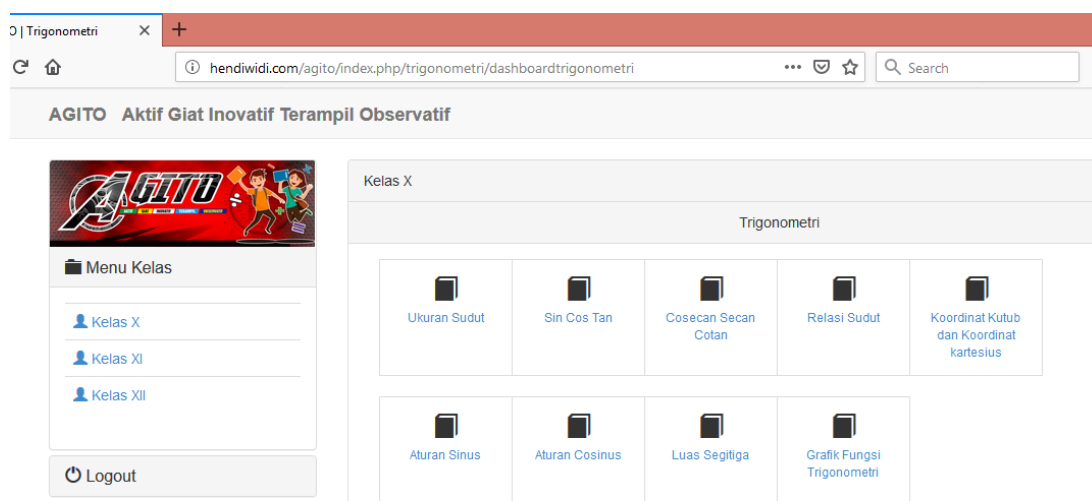 O | Trigonometri
hendiwidi.com/agito/index.php/trigonometri/dashboardtrigonometri
Search
AGITO Aktif Giat Inovatif Terampil Observatif
AGITO
Menu Kelas
Kelas X
Kelas XI
Kelas XII
Logout
Kelas X
Trigonometri
Ukuran Sudut
Sin Cos Tan
Cosecan Secan
Cotan
Relasi Sudut
Koordinat Kutub
dan Koordinat
kartesius
Aturan Sinus
Aturan Cosinus
Luas Segitiga
Grafik Fungsi
Trigonometri